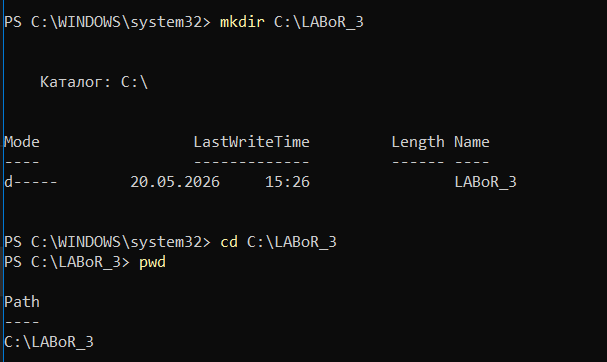 PS C:\WINDOWS\system32> mkdir C:\LABoR_3
Каталог: C:\
Mode                 LastWriteTime         Length Name
----                 -------------         ------ ----
d-----        20.05.2026     15:26                LABoR_3
PS C:\WINDOWS\system32> cd C:\LABoR_3
PS C:\LABoR_3> pwd
Path
----
C:\LABoR_3